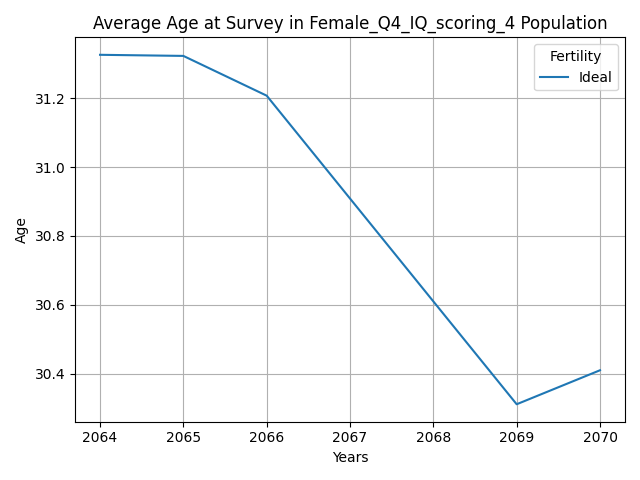 Average Age at Survey in Female_Q4_IQ_scoring_4 Population
Fertility
Ideal
31.2
31.0
30.8
30.6
30.4
Age
2064 2065 2066 2067 2068 2069 2070
Years